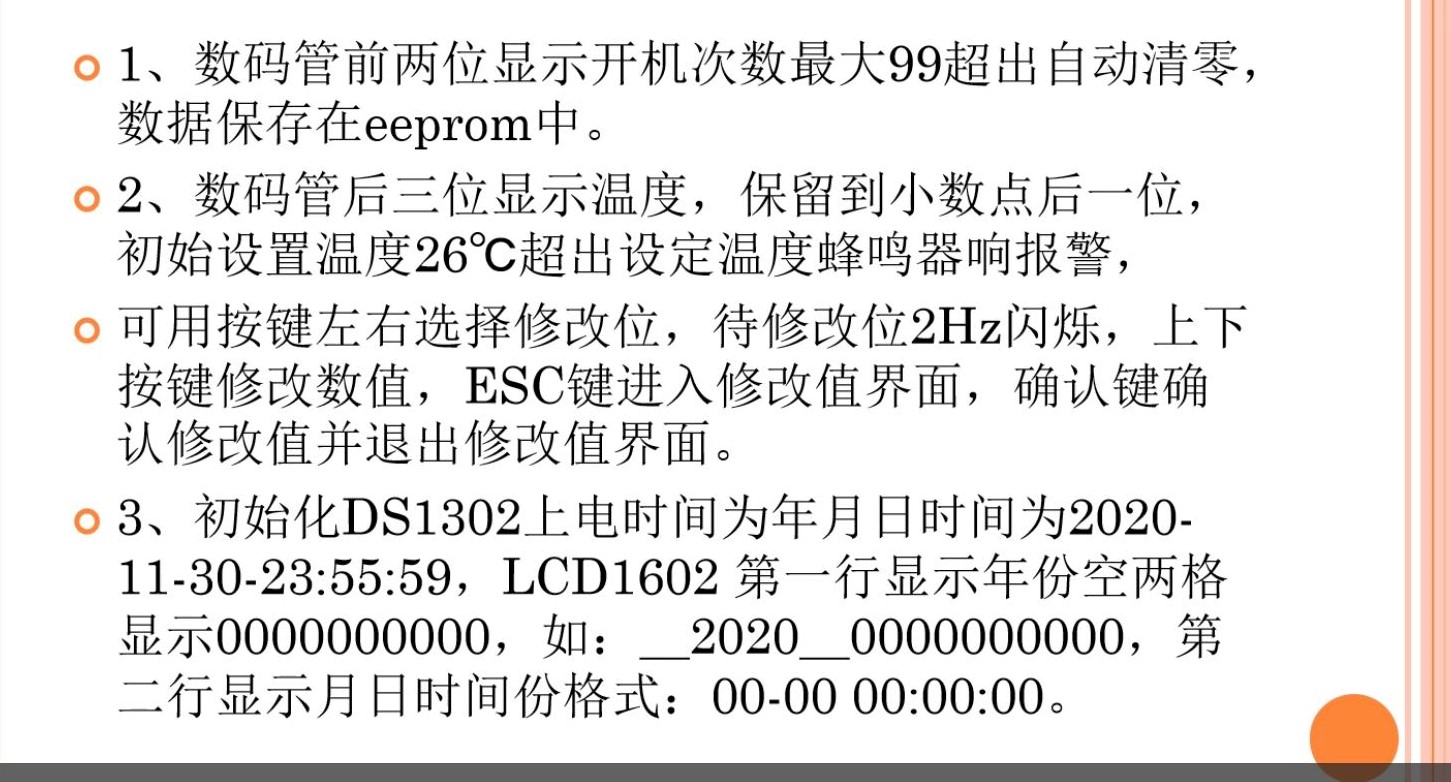 1、数码管前两位显示开机次数最大99超出自动清零，
数据保存在eeprom中。
2、数码管后三位显示温度，保留到小数点后一位，
初始设置温度26℃超出设定温度蜂鸣器响报警，
可用按键左右选择修改位，待修改位2Hz闪烁，上下
按键修改数值，ESC键进入修改值界面，确认键确
认修改值并退出修改值界面。
3、初始化DS1302上电时间为年月日时间为2020-
11-30-23:55:59，LCD1602 第一行显示年份空两格
显示0000000000，如：__2020__0000000000，第
二行显示月日时间份格式：00-00 00:00:00。